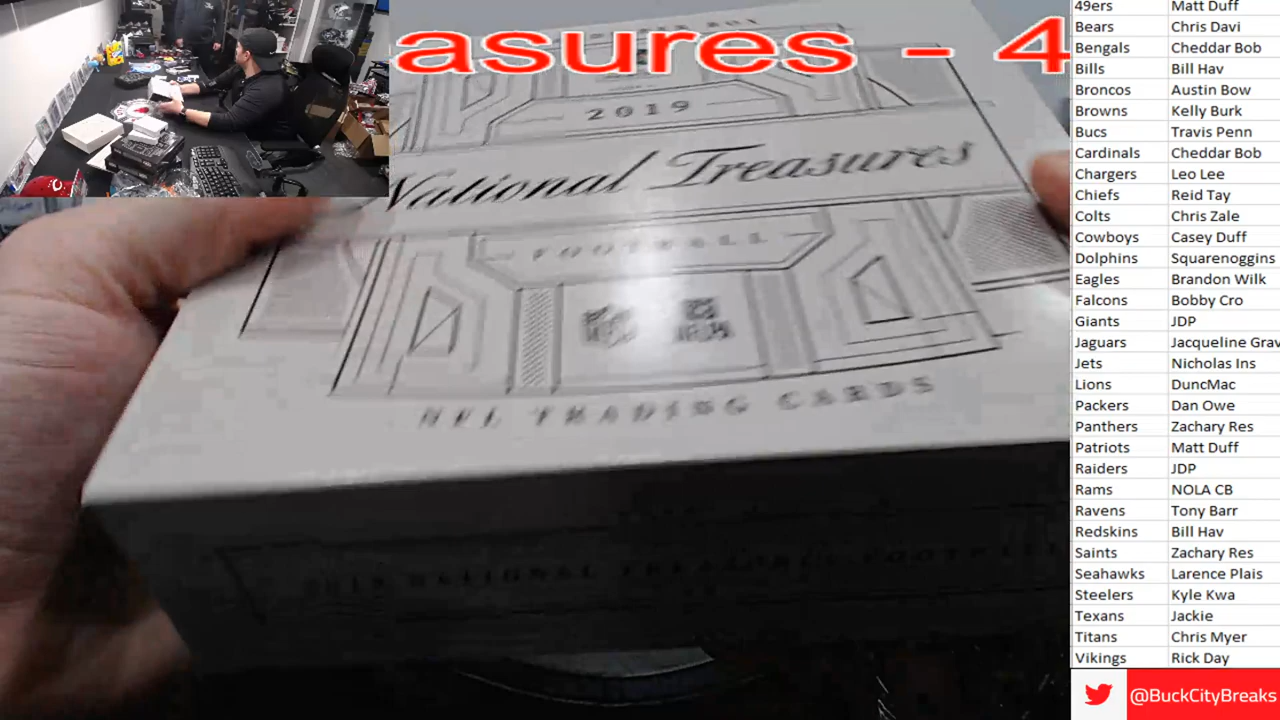 asures - 4
2019
National Treasures
FOOTBALL
NFL TRADING CARDS
2019 NATIONAL TREASURES FOOTBALL
49ers Matt Duff
Bears Chris Davi
Bengals Cheddar Bob
Bills Bill Hav
Broncos Austin Bow
Browns Kelly Burk
Bucs Travis Penn
Cardinals Cheddar Bob
Chargers Leo Lee
Chiefs Reid Tay
Colts Chris Zale
Cowboys Casey Duff
Dolphins Squarenoggins
Eagles Brandon Wilk
Falcons Bobby Cro
Giants JDP
Jaguars Jacqueline Grav
Jets Nicholas Ins
Lions DuncMac
Packers Dan Owe
Panthers Zachary Res
Patriots Matt Duff
Raiders JDP
Rams NOLA CB
Ravens Tony Barr
Redskins Bill Hav
Saints Zachary Res
Seahawks Larence Plais
Steelers Kyle Kwa
Texans Jackie
Titans Chris Myer
Vikings Rick Day
@BuckCityBreaks